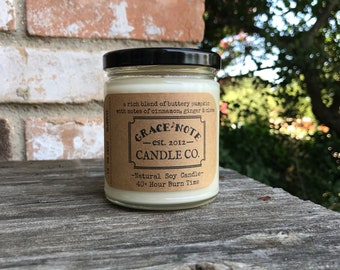 a rich blend of buttery pumpkin
with notes of cinnamon, ginger &
GRACE NOTE
EST. 2012
CANDLE CO.
-Natural Soy Candle-
40+ Hour Burn Time